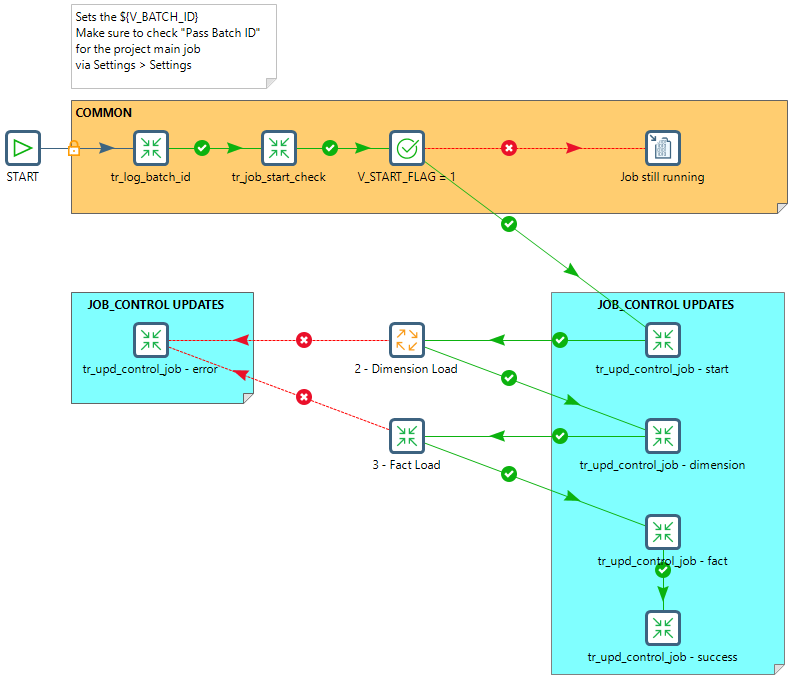 Sets the ${V_BATCH_ID}
Make sure to check "Pass Batch ID"
for the project main job
via Settings > Settings
COMMON
START
tr_log_batch_id
tr_job_start_check
V_START_FLAG = 1
Job still running
JOB_CONTROL UPDATES
JOB_CONTROL UPDATES
tr_upd_control_job - error
2 - Dimension Load
tr_upd_control_job - start
3 - Fact Load
tr_upd_control_job - dimension
tr_upd_control_job - fact
tr_upd_control_job - success